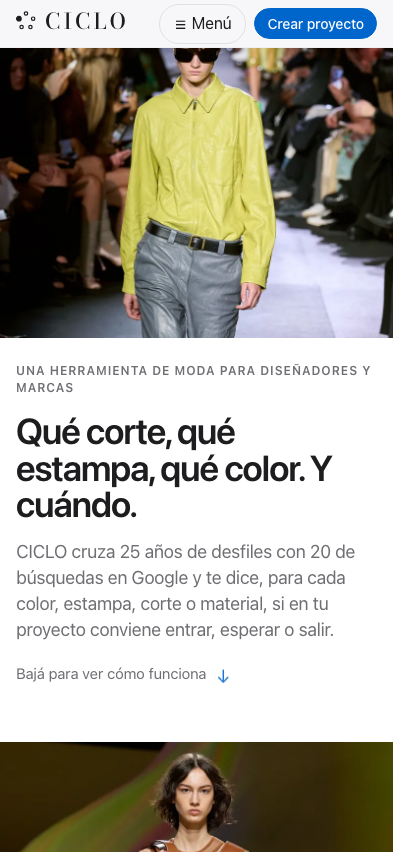 CICLO
≡ Menú
Crear proyecto
UNA HERRAMIENTA DE MODA PARA DISEÑADORES Y
MARCAS
Qué corte, qué
estampa, qué color. Y
cuándo.
CICLO cruza 25 años de desfiles con 20 de
búsquedas en Google y te dice, para cada
color, estampa, corte o material, si en tu
proyecto conviene entrar, esperar o salir.
Bajá para ver cómo funciona ↓